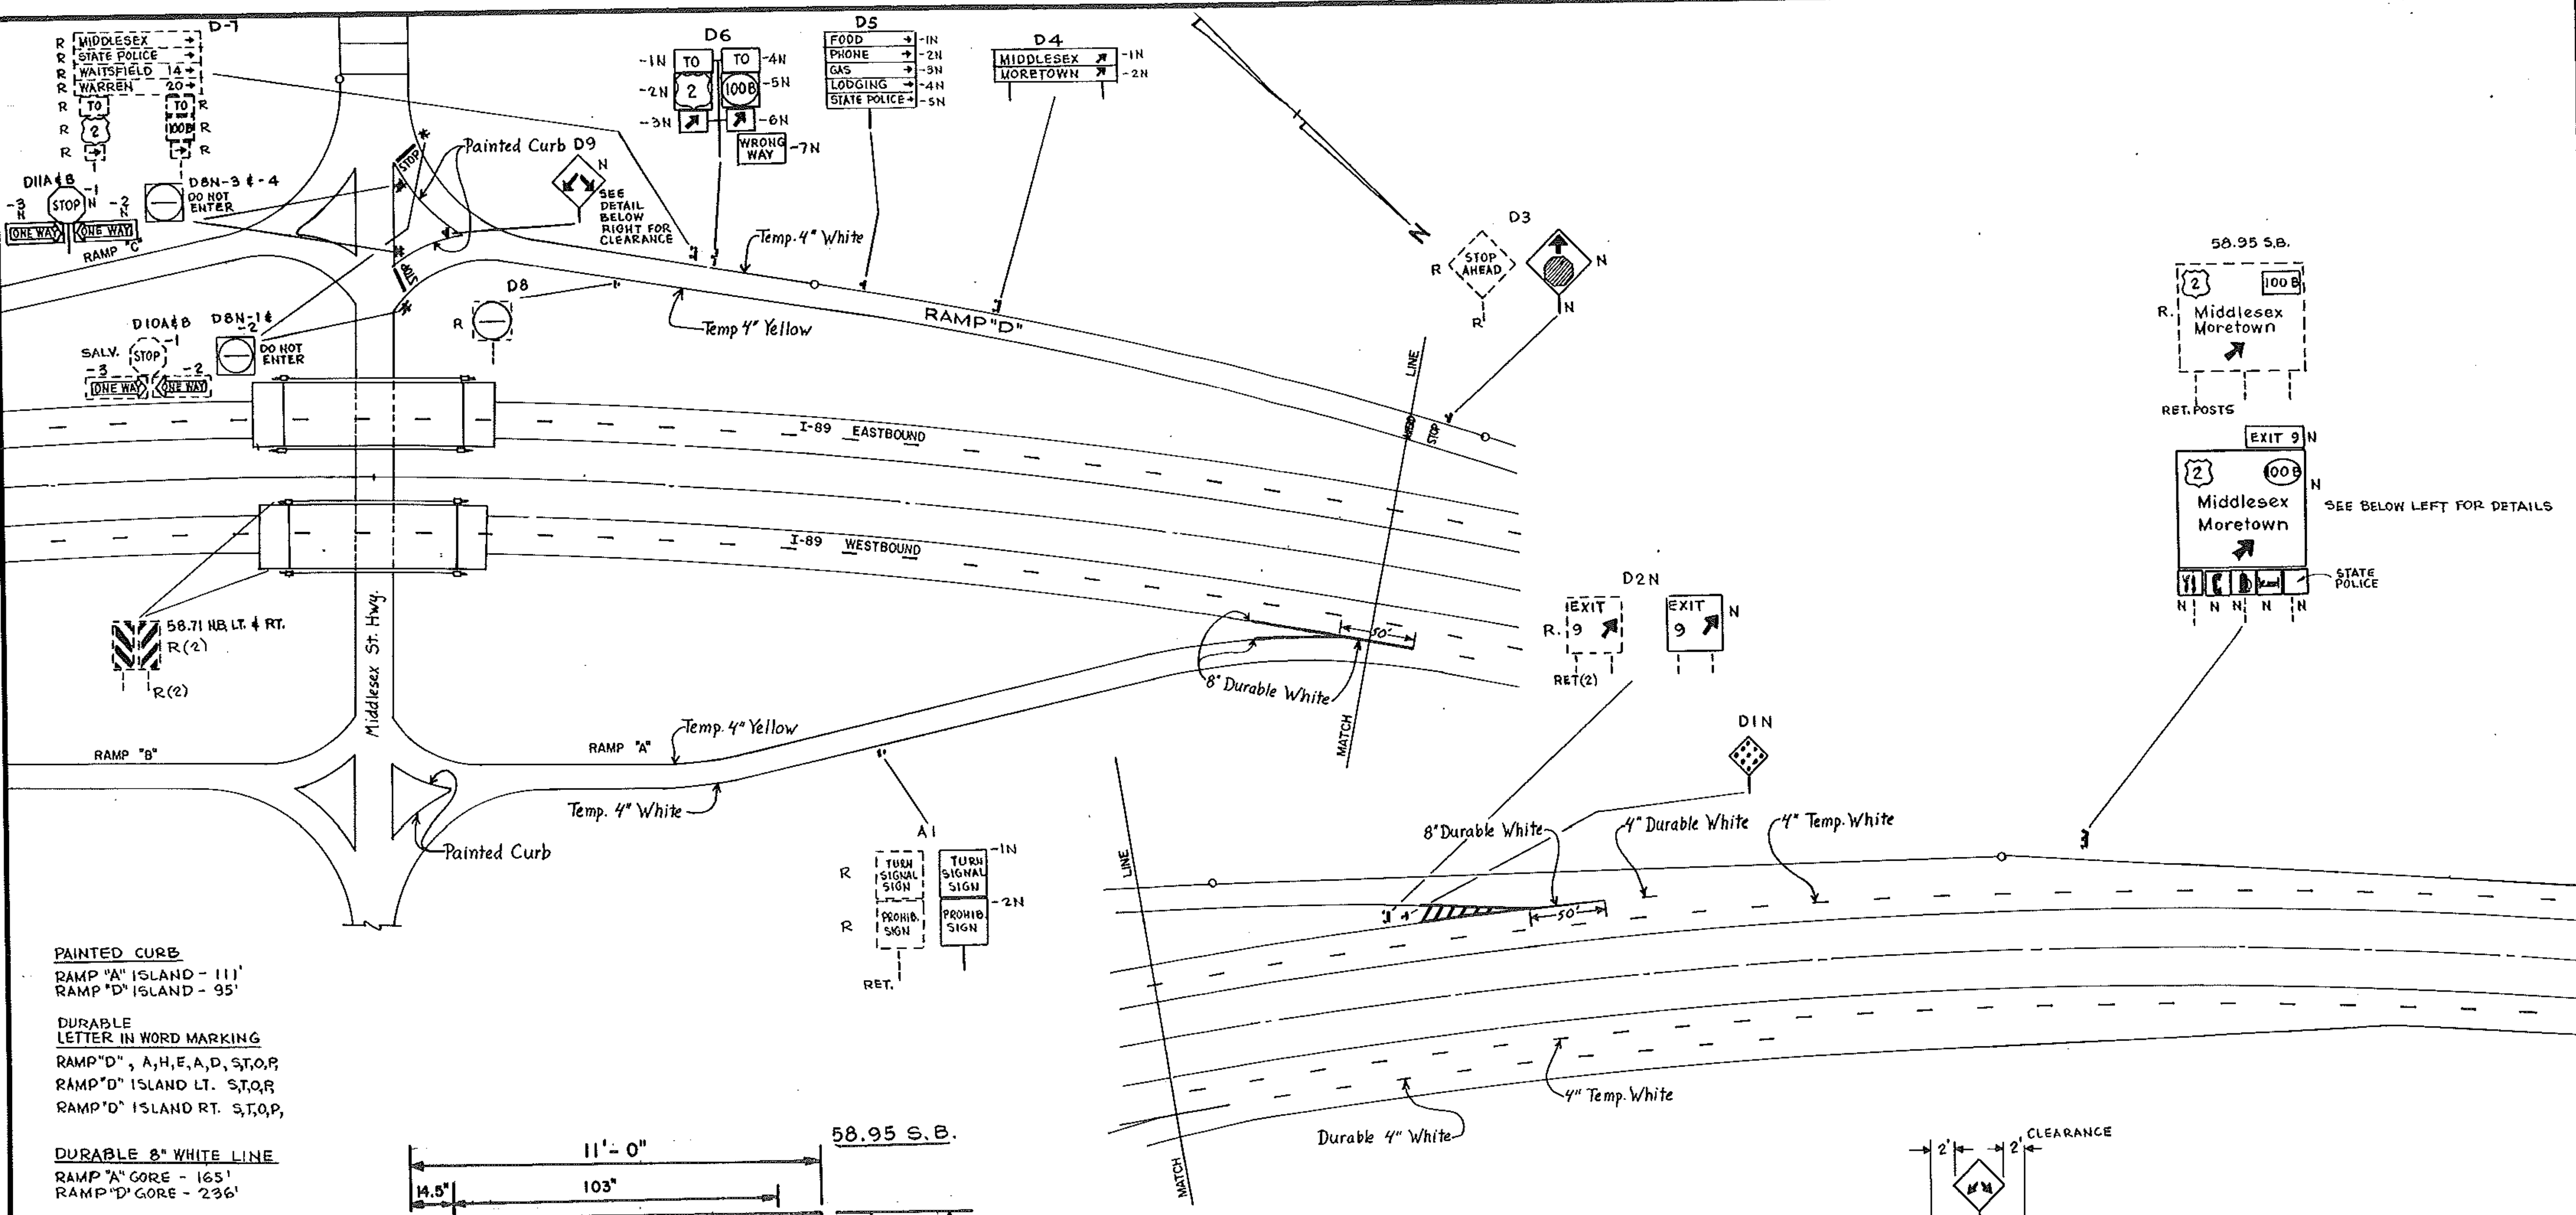 D-7
R MIDDLESEX
R STATE POLICE
R WAITSFIELD 14
R WARREN 20
R TO TO R
R 2 100B R
R R
D11A & B
-3 N STOP -1 N -2 N
ONE WAY ONE WAY
D8N-3 & -4
DO NOT
ENTER
RAMP "C"
STOP
Painted Curb
D9
N
SEE
DETAIL
BELOW
RIGHT FOR
CLEARANCE
D6
-1N TO TO -4N
-2N 2 100B -5N
-3N -6N
WRONG
WAY -7N
D5
FOOD -1N
PHONE -2N
GAS -3N
LODGING -4N
STATE POLICE -5N
D4
MIDDLESEX -1N
MORETOWN -2N
N
D3
R STOP
AHEAD
R
N
N
58.95 S.B.
2 100B
R. Middlesex
Moretown
RET. POSTS
EXIT 9 N
2 100B
N
Middlesex
Moretown
SEE BELOW LEFT FOR DETAILS
STATE
POLICE
N N N N N
Temp. 4" White
STOP
D8
R
Temp 4" Yellow
RAMP "D"
D10A & B
SALV. STOP -1
-3 -2
ONE WAY ONE WAY
D8N-1 &
-2
DO NOT
ENTER
LINE
AHEAD
STOP
I-89 EASTBOUND
I-89 WESTBOUND
58.71 N.B. LT. & RT.
R(2)
R(2)
Middlesex St. Hwy.
50'
8" Durable White
MATCH
D2N
R. EXIT
9
RET(2)
EXIT
9
N
D1N
RAMP "B"
RAMP "A"
Temp. 4" Yellow
Temp. 4" White
Painted Curb
A1
R TURN
SIGNAL
SIGN
R PROHIB.
SIGN
RET.
TURN
SIGNAL
SIGN
-1N
PROHIB.
SIGN
-2N
8" Durable White
4" Durable White
4" Temp. White
LINE
50'
4" Temp. White
Durable 4" White
MATCH
PAINTED CURB
RAMP "A" ISLAND - 111'
RAMP "D" ISLAND - 95'
DURABLE
LETTER IN WORD MARKING
RAMP "D", A,H,E,A,D, S,T,O,P,
RAMP "D" ISLAND LT. S,T,O,P,
RAMP "D" ISLAND RT. S,T,O,P,
DURABLE 8" WHITE LINE
RAMP "A" GORE - 165'
RAMP "D" GORE - 236'
58.95 S.B.
11'-0"
14.5" 103"
2' 2' CLEARANCE